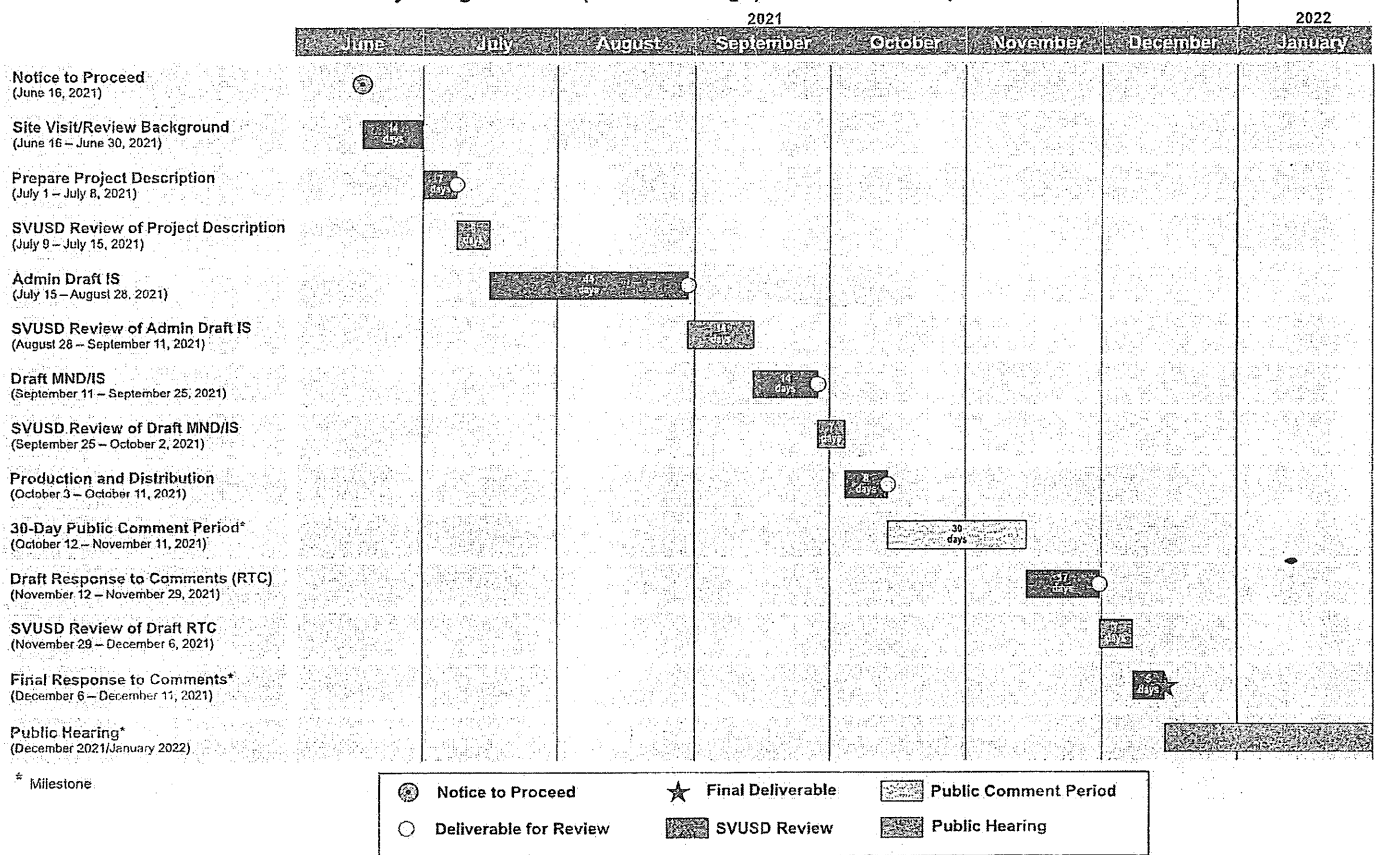 2021
2022
June
July
August
September
October
November
December
January
Notice to Proceed
(June 16, 2021)
Site Visit/Review Background
(June 16 – June 30, 2021)
14
days
Prepare Project Description
(July 1 – July 8, 2021)
7
days
SVUSD Review of Project Description
(July 9 – July 15, 2021)
Admin Draft IS
(July 15 – August 28, 2021)
days
SVUSD Review of Admin Draft IS
(August 28 – September 11, 2021)
days
Draft MND/IS
(September 11 – September 25, 2021)
14
days
SVUSD Review of Draft MND/IS
(September 25 – October 2, 2021)
Production and Distribution
(October 3 – October 11, 2021)
days
30-Day Public Comment Period*
(October 12 – November 11, 2021)
30
days
Draft Response to Comments (RTC)
(November 12 – November 29, 2021)
17
days
SVUSD Review of Draft RTC
(November 29 – December 6, 2021)
days
Final Response to Comments*
(December 6 – December 11, 2021)
days
Public Hearing*
(December 2021/January 2022)
* Milestone
Notice to Proceed
Final Deliverable
Public Comment Period
Deliverable for Review
SVUSD Review
Public Hearing